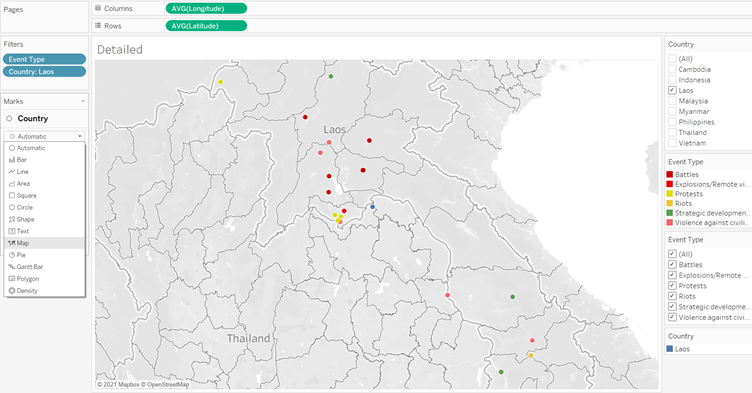 Pages
Columns
AVG(Longitude)
Rows
AVG(Latitude)
Filters
Event Type
Country: Laos
Marks
Country
Automatic
Automatic
Bar
Line
Area
Square
Circle
Shape
Text
Map
Pie
Gantt Bar
Polygon
Density
Detailed
Laos
Thailand
© 2021 Mapbox © OpenStreetMap
Country
(All)
Cambodia
Indonesia
Laos
Malaysia
Myanmar
Philippines
Thailand
Vietnam
Event Type
Battles
Explosions/Remote vi...
Protests
Riots
Strategic developmen...
Violence against civili...
Event Type
(All)
Battles
Explosions/Remote ...
Protests
Riots
Strategic developme...
Violence against civi...
Country
Laos